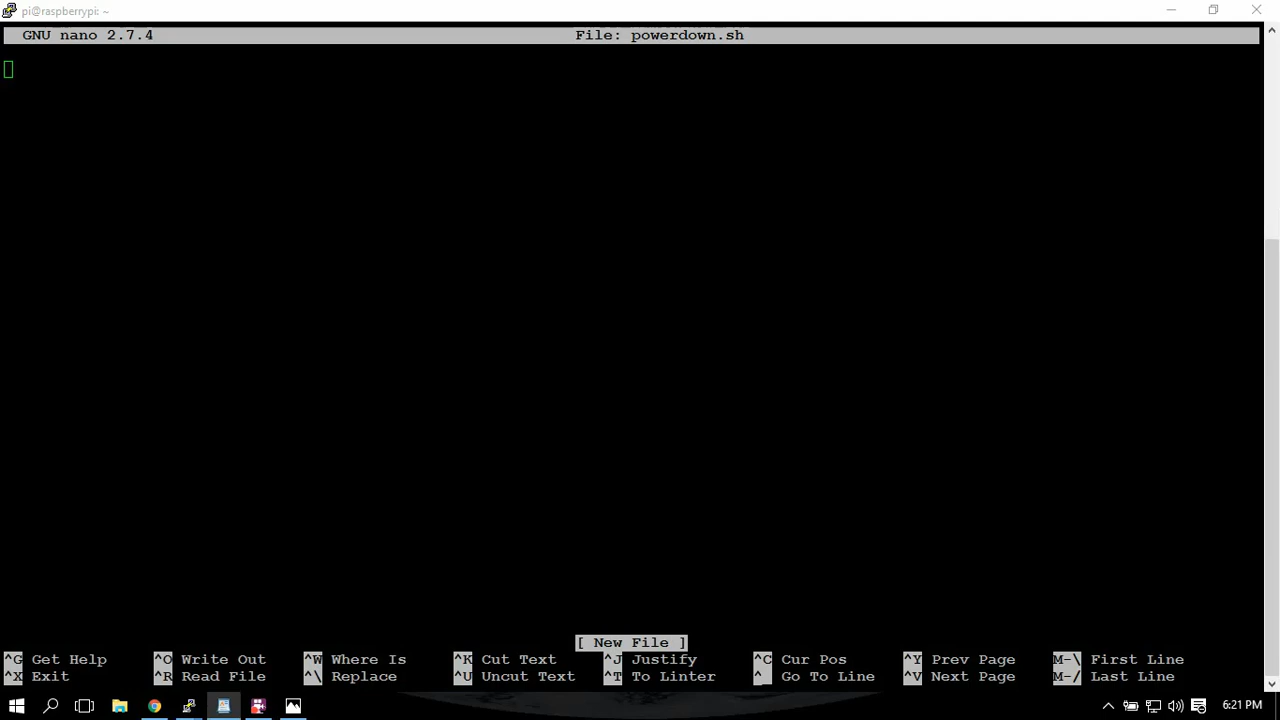 pi@raspberrypi: ~
GNU nano 2.7.4 File: powerdown.sh
[ New File ]
^G Get Help ^O Write Out ^W Where Is ^K Cut Text ^J Justify ^C Cur Pos ^Y Prev Page M-\ First Line
^X Exit ^R Read File ^\ Replace ^U Uncut Text ^T To Linter ^_ Go To Line ^V Next Page M-/ Last Line
6:21 PM